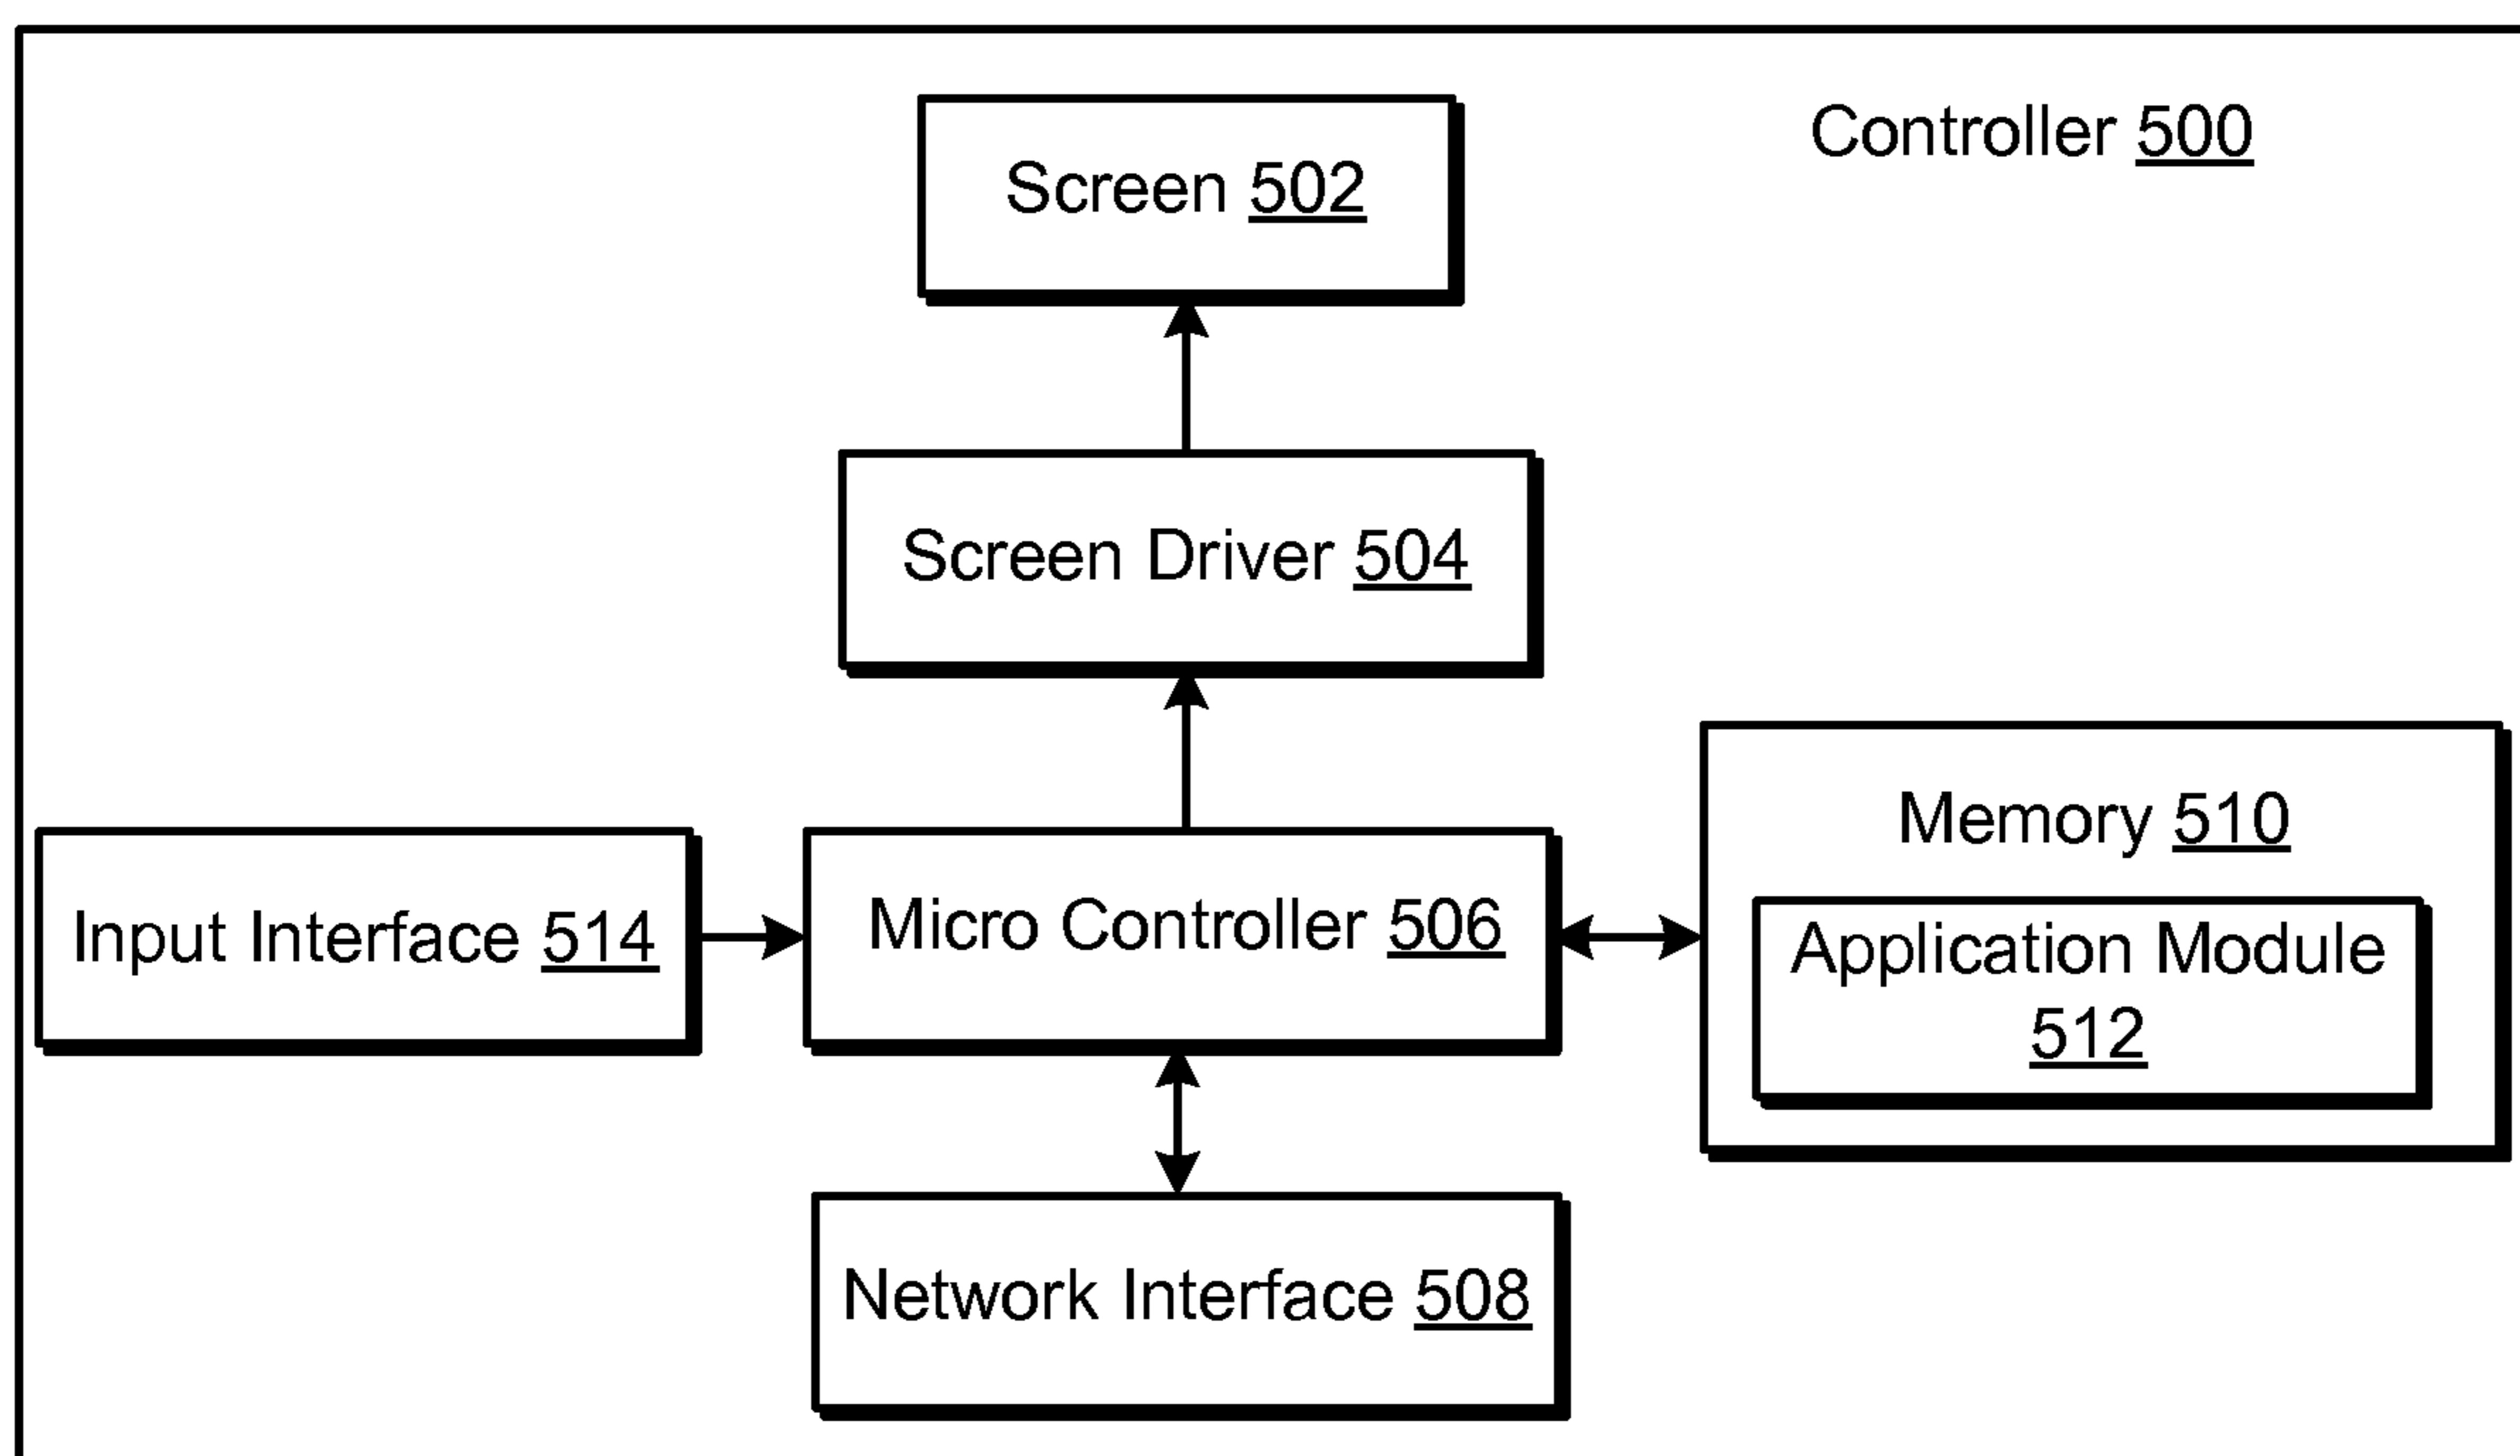 Controller 500
Screen 502
Screen Driver 504
Memory 510
Input Interface 514
Micro Controller 506
Application Module
512
Network Interface 508